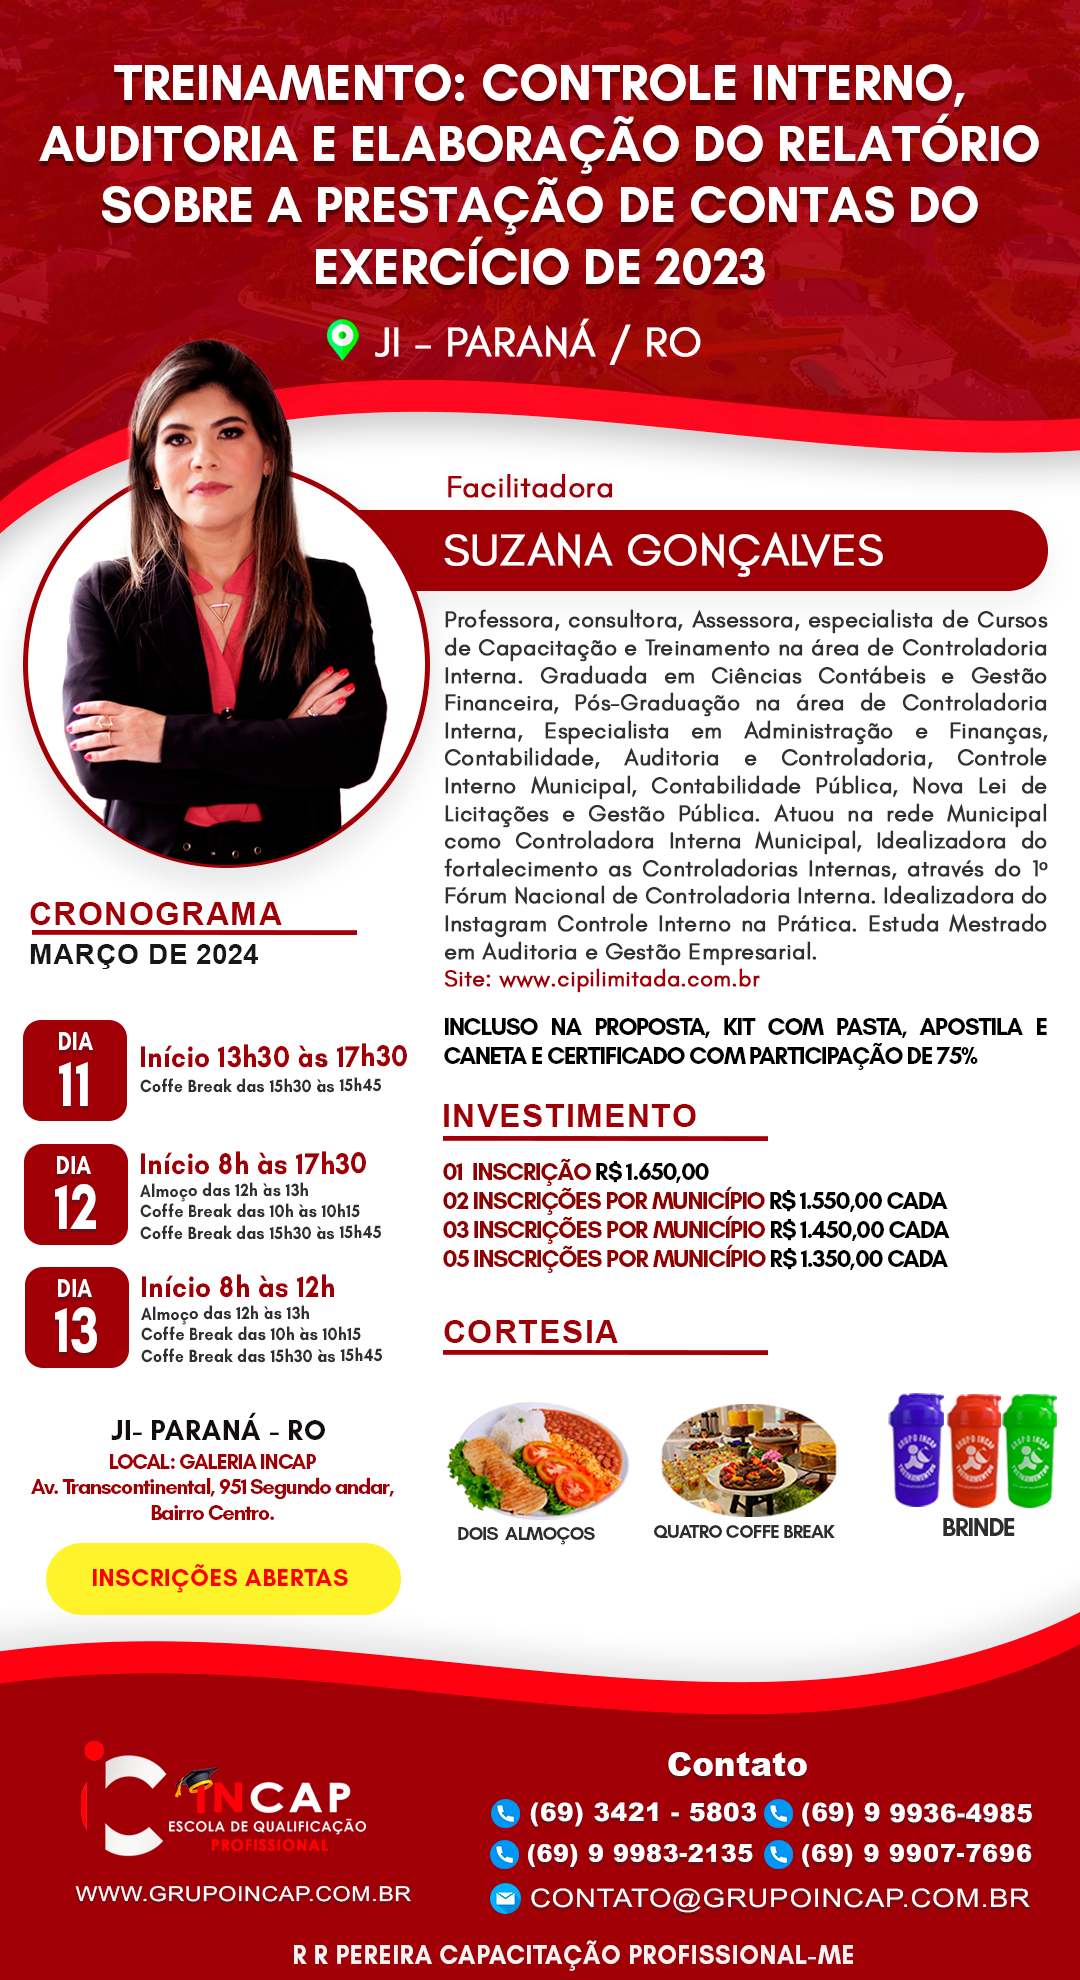 TREINAMENTO: CONTROLE INTERNO,
AUDITORIA E ELABORAÇÃO DO RELATÓRIO
SOBRE A PRESTAÇÃO DE CONTAS DO
EXERCÍCIO DE 2023
JI - PARANÁ / RO
Facilitadora
SUZANA GONÇALVES
Professora, consultora, Assessora, especialista de Cursos
de Capacitação e Treinamento na área de Controladoria
Interna. Graduada em Ciências Contábeis e Gestão
Financeira, Pós-Graduação na área de Controladoria
Interna, Especialista em Administração e Finanças,
Contabilidade, Auditoria e Controladoria, Controle
Interno Municipal, Contabilidade Pública, Nova Lei de
Licitações e Gestão Pública. Atuou na rede Municipal
como Controladora Interna Municipal, Idealizadora do
fortalecimento as Controladorias Internas, através do 1º
Fórum Nacional de Controladoria Interna. Idealizadora do
Instagram Controle Interno na Prática. Estuda Mestrado
em Auditoria e Gestão Empresarial.
Site: www.cipilimitada.com.br
INCLUSO NA PROPOSTA, KIT COM PASTA, APOSTILA E
CANETA E CERTIFICADO COM PARTICIPAÇÃO DE 75%
CRONOGRAMA
MARÇO DE 2024
DIA
11
Início 13h30 às 17h30
Coffe Break das 15h30 às 15h45
DIA
12
Início 8h às 17h30
Almoço das 12h às 13h
Coffe Break das 10h às 10h15
Coffe Break das 15h30 às 15h45
DIA
13
Início 8h às 12h
Almoço das 12h às 13h
Coffe Break das 10h às 10h15
Coffe Break das 15h30 às 15h45
INVESTIMENTO
01 INSCRIÇÃO R$ 1.650,00
02 INSCRIÇÕES POR MUNICÍPIO R$ 1.550,00 CADA
03 INSCRIÇÕES POR MUNICÍPIO R$ 1.450,00 CADA
05 INSCRIÇÕES POR MUNICÍPIO R$ 1.350,00 CADA
CORTESIA
GRUPO INCAP
TREINAMENTOS
GRUPO INCAP
TREINAMENTOS
GRUPO INCAP
TREINAMENTOS
DOIS ALMOÇOS
QUATRO COFFE BREAK
BRINDE
JI- PARANÁ - RO
LOCAL: GALERIA INCAP
Av. Transcontinental, 951 Segundo andar,
Bairro Centro.
INSCRIÇÕES ABERTAS
iC INCAP
ESCOLA DE QUALIFICAÇÃO
PROFISSIONAL
WWW.GRUPOINCAP.COM.BR
Contato
(69) 3421 - 5803 (69) 9 9936-4985
(69) 9 9983-2135 (69) 9 9907-7696
CONTATO@GRUPOINCAP.COM.BR
R R PEREIRA CAPACITAÇÃO PROFISSIONAL-ME